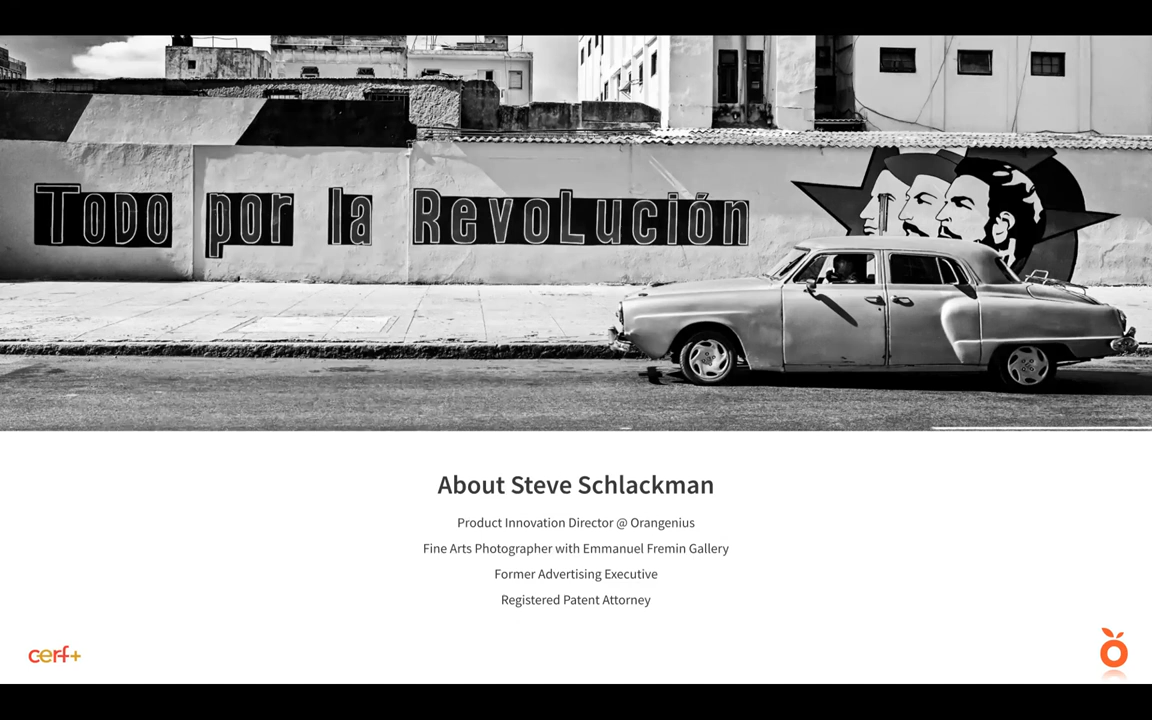 Todo por la Revolución
About Steve Schlackman
Product Innovation Director @ Orangenius
Fine Arts Photographer with Emmanuel Fremin Gallery
Former Advertising Executive
Registered Patent Attorney
cerf+